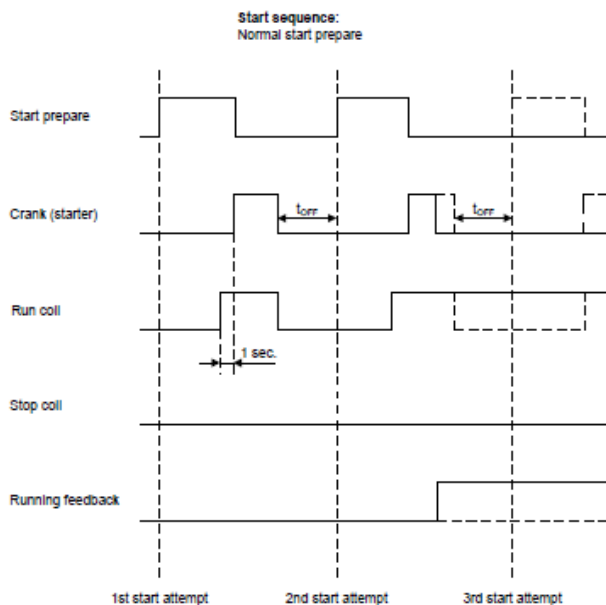 Start sequence:
Normal start prepare
Start prepare
Crank (starter)
tOFF
tOFF
Run coil
1 sec.
Stop coil
Running feedback
1st start attempt
2nd start attempt
3rd start attempt